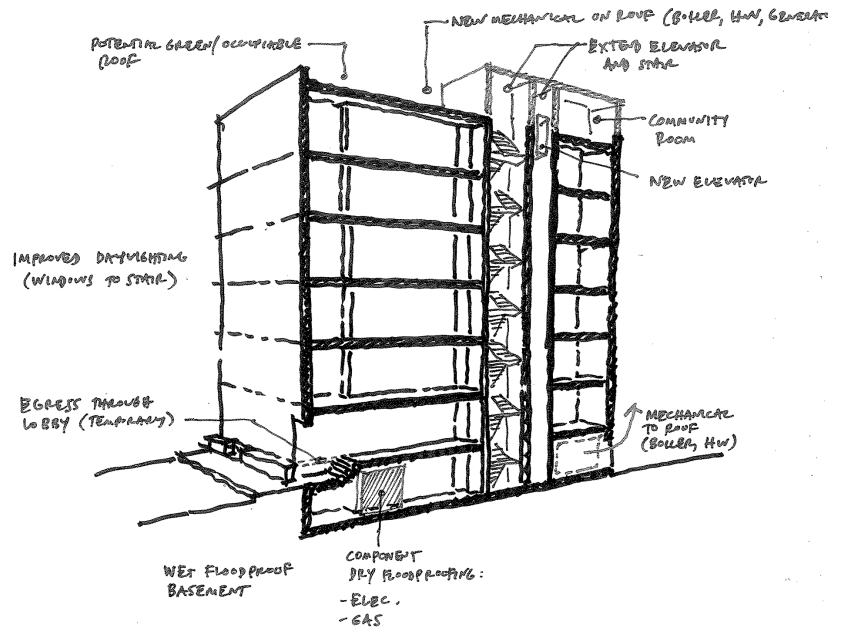 NEW MECHANICAL ON ROOF (BOILER, HW, GENERAT
POTENTIAL GREEN/OCCUPIABLE
ROOF
EXTEND ELEVATOR
AND STAIR
COMMUNITY
ROOM
NEW ELEVATOR
IMPROVED DAYLIGHTING
(WINDOWS TO STAIR)
EGRESS THROUGH
LOBBY (TEMPORARY)
MECHANICAL
TO ROOF
(BOILER, HW)
WET FLOODPROOF
BASEMENT
COMPONENT
DRY FLOODPROOFING:
- ELEC.
- GAS